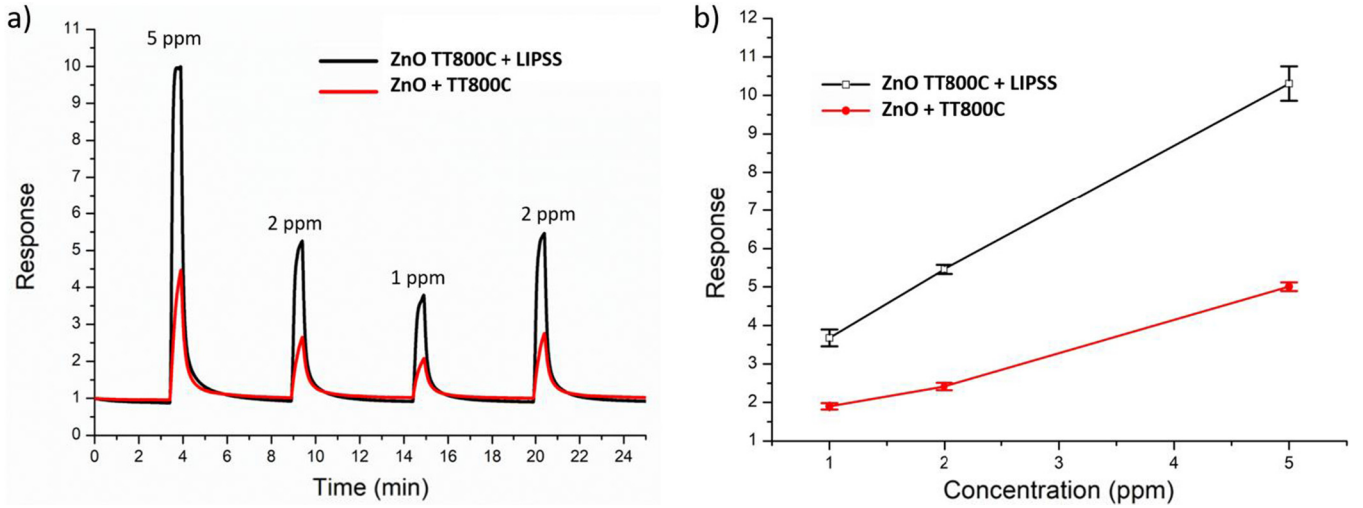 a)
5 ppm
ZnO TT800C + LIPSS
ZnO + TT800C
2 ppm
1 ppm
2 ppm
Response
11
10
9
8
7
6
5
4
3
2
1
0
0 2 4 6 8 10 12 14 16 18 20 22 24
Time (min)
b)
ZnO TT800C + LIPSS
ZnO + TT800C
Response
12
11
10
9
8
7
6
5
4
3
2
1
1 2 3 4 5
Concentration (ppm)